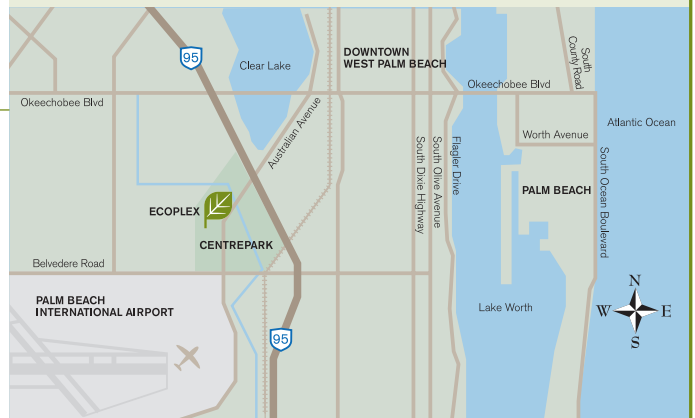 95
Clear Lake
DOWNTOWN
WEST PALM BEACH
South
County Road
Okeechobee Blvd
Okeechobee Blvd
Australian Avenue
Atlantic Ocean
Worth Avenue
South Dixie Highway
South Olive Avenue
Flagler Drive
South Ocean Boulevard
PALM BEACH
ECOPLEX
CENTREPARK
Belvedere Road
PALM BEACH
INTERNATIONAL AIRPORT
Lake Worth
N
W
E
S
95